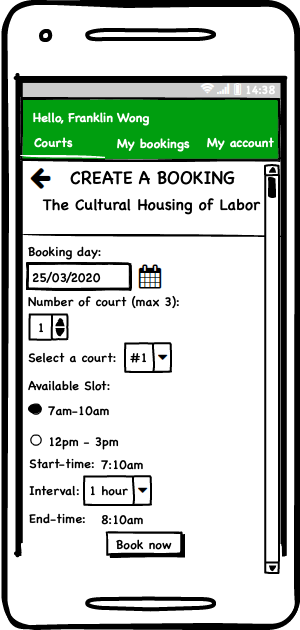 14:38
Hello, Franklin Wong
Courts My bookings My account
CREATE A BOOKING
The Cultural Housing of Labor
Booking day:
25/03/2020
Number of court (max 3):
1
Select a court: #1
Available Slot:
7am-10am
12pm - 3pm
Start-time: 7:10am
Interval: 1 hour
End-time: 8:10am
Book now